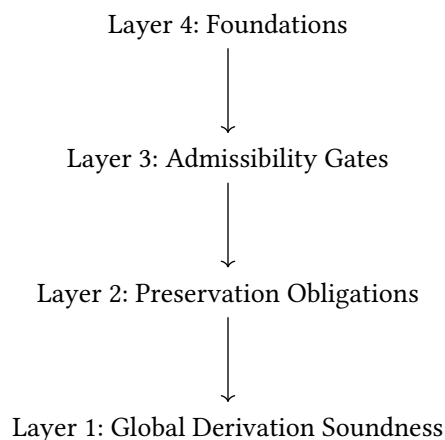 Layer 4: Foundations
Layer 3: Admissibility Gates
Layer 2: Preservation Obligations
Layer 1: Global Derivation Soundness